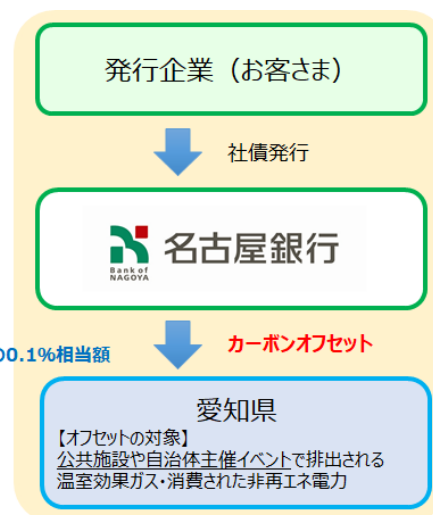 発行企業（お客さま）
社債発行
Bank of
NAGOYA
名古屋銀行
0.1%相当額
カーボンオフセット
愛知県
【オフセットの対象】
公共施設や自治体主催イベントで排出される
温室効果ガス・消費された非再エネ電力